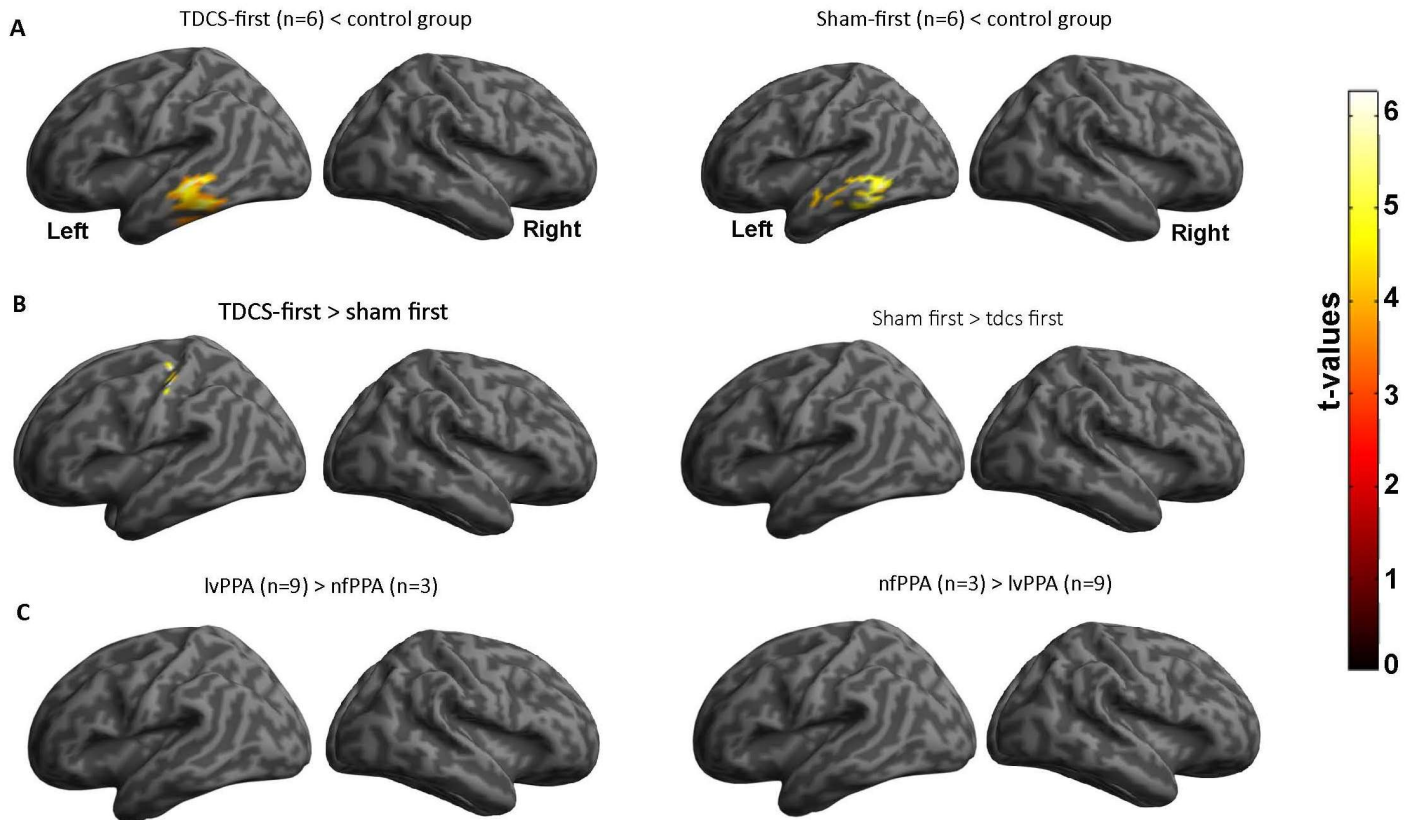 A
TDCS-first (n=6) < control group
Sham-first (n=6) < control group
Left
Right
Left
Right
B
TDCS-first > sham first
Sham first > tdcs first
C
lvPPA (n=9) > nfPPA (n=3)
nfPPA (n=3) > lvPPA (n=9)
t-values
6
5
4
3
2
1
0